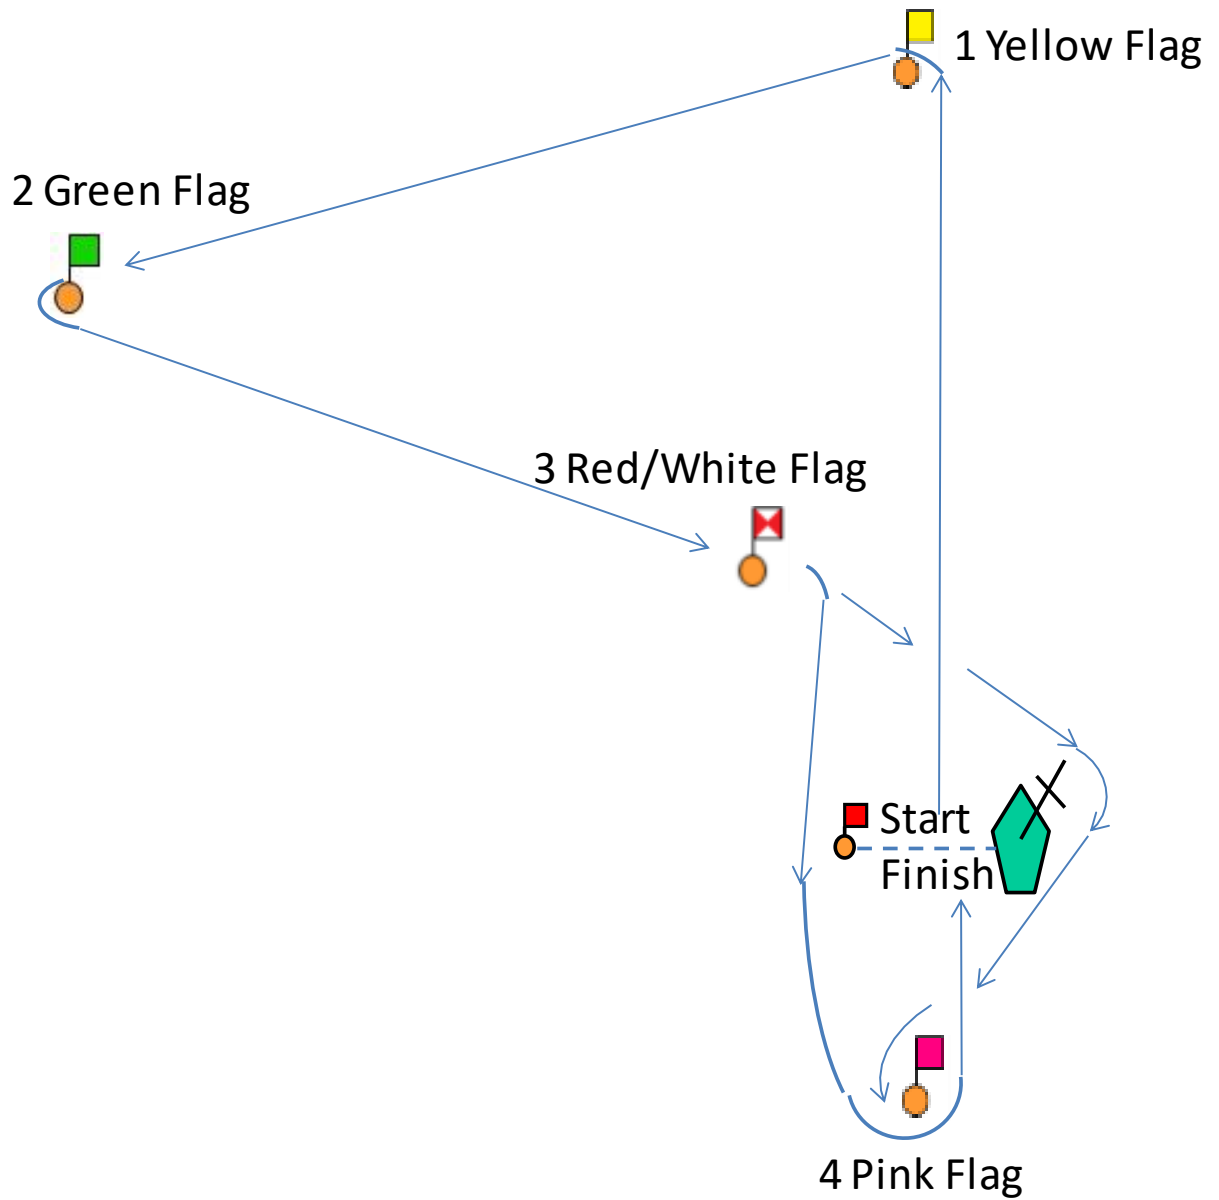 1 Yellow Flag
2 Green Flag
3 Red/White Flag
Start
Finish
4 Pink Flag